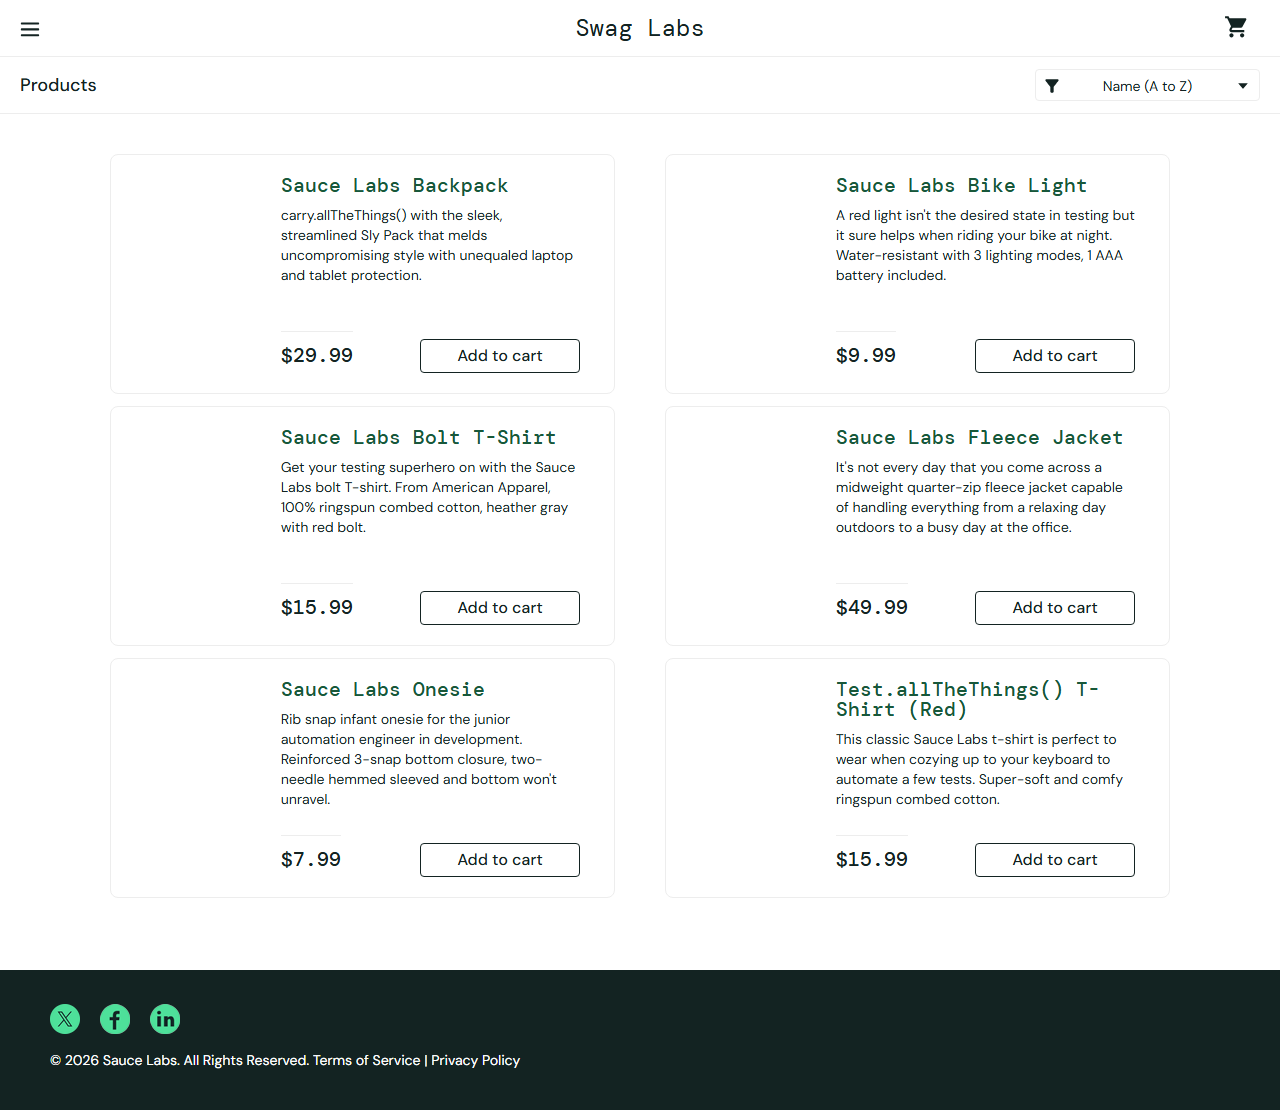 Swag Labs
Products
Name (A to Z)
Sauce Labs Backpack
carry.allTheThings() with the sleek,
streamlined Sly Pack that melds
uncompromising style with unequaled laptop
and tablet protection.
$29.99
Add to cart
Sauce Labs Bike Light
A red light isn't the desired state in testing but
it sure helps when riding your bike at night.
Water-resistant with 3 lighting modes, 1 AAA
battery included.
$9.99
Add to cart
Sauce Labs Bolt T-Shirt
Get your testing superhero on with the Sauce
Labs bolt T-shirt. From American Apparel,
100% ringspun combed cotton, heather gray
with red bolt.
$15.99
Add to cart
Sauce Labs Fleece Jacket
It's not every day that you come across a
midweight quarter-zip fleece jacket capable
of handling everything from a relaxing day
outdoors to a busy day at the office.
$49.99
Add to cart
Sauce Labs Onesie
Rib snap infant onesie for the junior
automation engineer in development.
Reinforced 3-snap bottom closure, two-
needle hemmed sleeved and bottom won't
unravel.
$7.99
Add to cart
Test.allTheThings() T-
Shirt (Red)
This classic Sauce Labs t-shirt is perfect to
wear when cozying up to your keyboard to
automate a few tests. Super-soft and comfy
ringspun combed cotton.
$15.99
Add to cart
© 2026 Sauce Labs. All Rights Reserved. Terms of Service | Privacy Policy